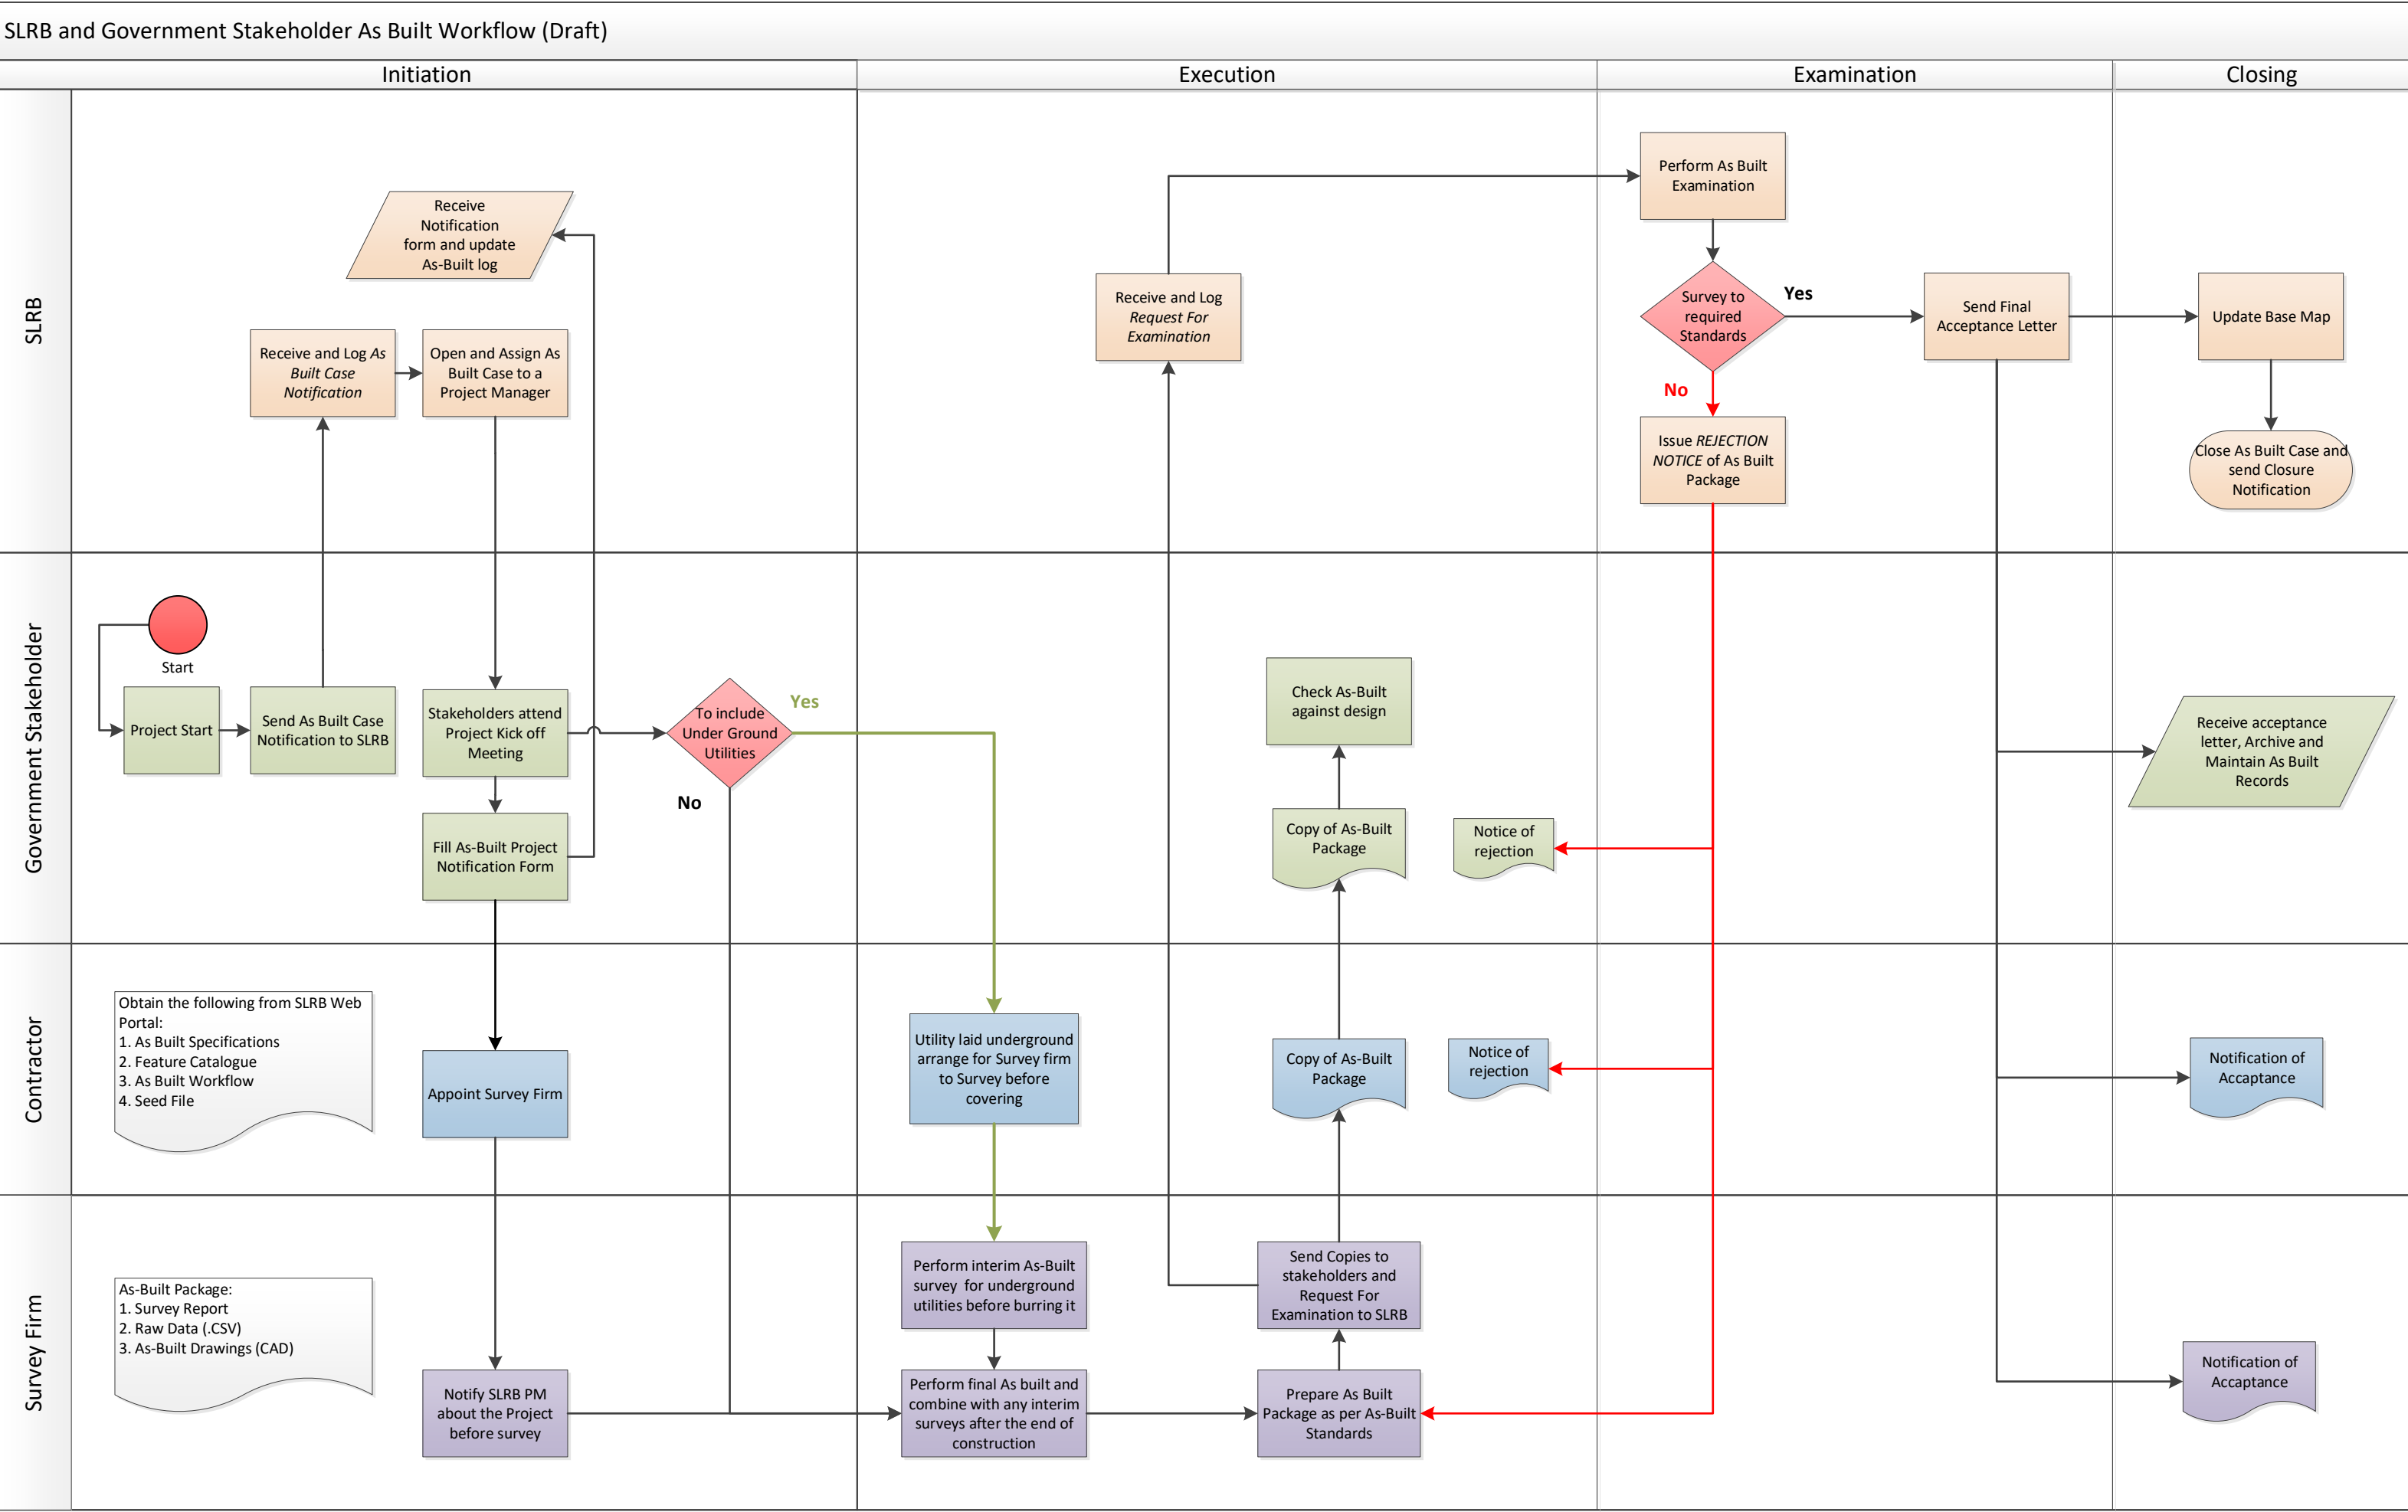 SLRB and Government Stakeholder As Built Workflow (Draft)
Initiation
Execution
Examination
Closing
SLRB
Receive
Notification
form and update
As-Built log
Receive and Log As
Built Case
Notification
Open and Assign As
Built Case to a
Project Manager
Receive and Log
Request For
Examination
Perform As Built
Examination
Survey to
required
Standards
Yes
No
Issue REJECTION
NOTICE of As Built
Package
Send Final
Acceptance Letter
Update Base Map
Close As Built Case and
send Closure
Notification
Government Stakeholder
Start
Project Start
Send As Built Case
Notification to SLRB
Stakeholders attend
Project Kick off
Meeting
Fill As-Built Project
Notification Form
To include
Under Ground
Utilities
Yes
No
Check As-Built
against design
Copy of As-Built
Package
Notice of
rejection
Receive acceptance
letter, Archive and
Maintain As Built
Records
Contractor
Obtain the following from SLRB Web
Portal:
1. As Built Specifications
2. Feature Catalogue
3. As Built Workflow
4. Seed File
Appoint Survey Firm
Utility laid underground
arrange for Survey firm
to Survey before
covering
Copy of As-Built
Package
Notice of
rejection
Notification of
Accaptance
Survey Firm
As-Built Package:
1. Survey Report
2. Raw Data (.CSV)
3. As-Built Drawings (CAD)
Notify SLRB PM
about the Project
before survey
Perform interim As-Built
survey for underground
utilities before burring it
Perform final As built and
combine with any interim
surveys after the end of
construction
Send Copies to
stakeholders and
Request For
Examination to SLRB
Prepare As Built
Package as per As-Built
Standards
Notification of
Accaptance